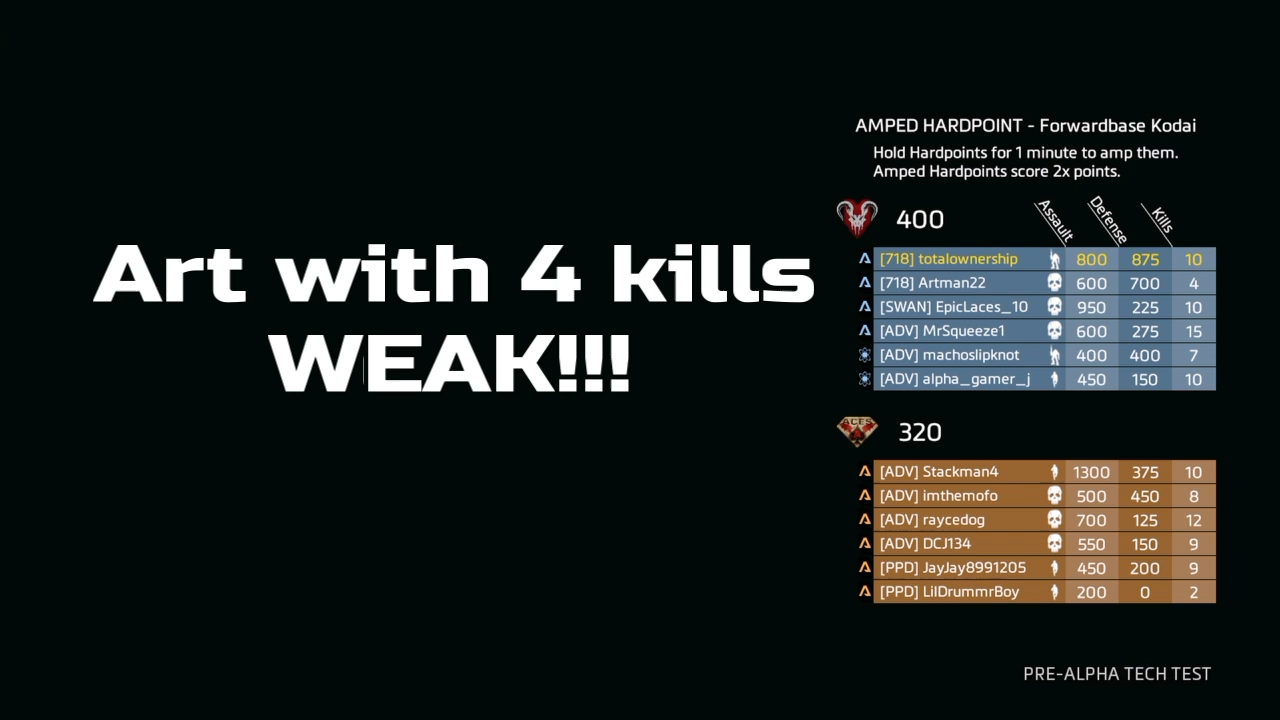 Art with 4 kills
WEAK!!!
AMPED HARDPOINT - Forwardbase Kodai
Hold Hardpoints for 1 minute to amp them.
Amped Hardpoints score 2x points.
400 Assault Defense Kills
[718] totalownership 800 875 10
[718] Artman22 600 700 4
[SWAN] EpicLaces_10 950 225 10
[ADV] MrSqueeze1 600 275 15
[ADV] machoslipknot 400 400 7
[ADV] alpha_gamer_j 450 150 10
ACES 320
[ADV] Stackman4 1300 375 10
[ADV] imthemofo 500 450 8
[ADV] raycedog 700 125 12
[ADV] DCJ134 550 150 9
[PPD] JayJay8991205 450 200 9
[PPD] LilDrummrBoy 200 0 2
PRE-ALPHA TECH TEST